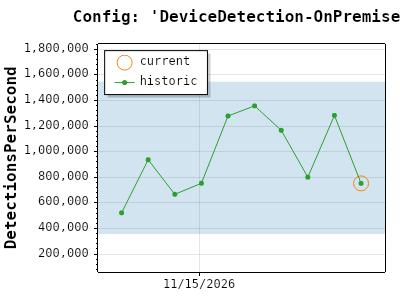 Config: 'DeviceDetection-OnPremise
DetectionsPerSecond
1,800,000
1,600,000
1,400,000
1,200,000
1,000,000
800,000
600,000
400,000
200,000
current
historic
11/15/2026